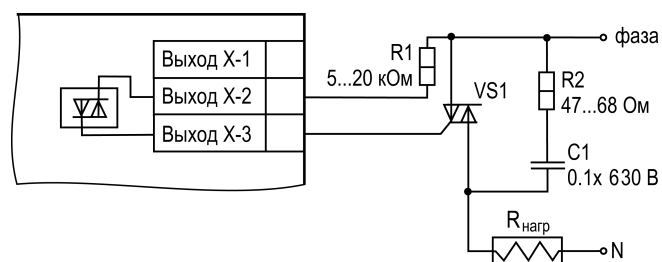 Выход X-1
Выход X-2
Выход X-3
R1
5...20 кОм
VS1
фаза
R2
47...68 Ом
C1
0.1x 630 В
Rнагр
N